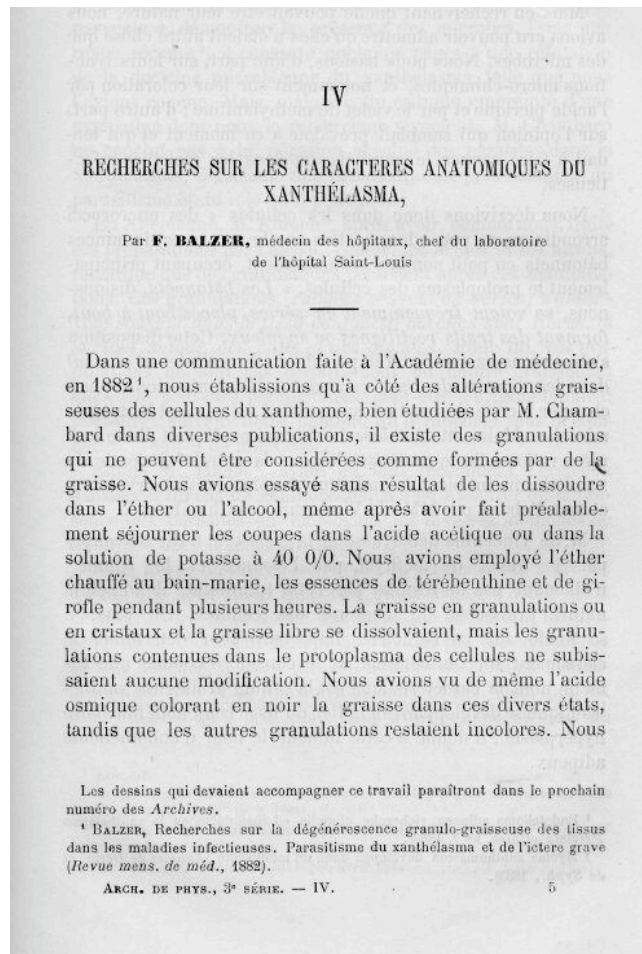 IV
RECHERCHES SUR LES CARACTERES ANATOMIQUES DU
XANTHÉLASMA,
Par F. BALZER, médecin des hôpitaux, chef du laboratoire
de l'hôpital Saint-Louis
Dans une communication faite à l'Académie de médecine,
en 1882¹, nous établissions qu'à côté des altérations grais-
seuses des cellules du xanthome, bien étudiées par M. Cham-
bard dans diverses publications, il existe des granulations
qui ne peuvent être considérées comme formées par de la
graisse. Nous avions essayé sans résultat de les dissoudre
dans l'éther ou l'alcool, même après avoir fait préalable-
ment séjourner les coupes dans l'acide acétique ou dans la
solution de potasse à 40 0/0. Nous avions employé l'éther
chauffé au bain-marie, les essences de térébenthine et de gi-
rofle pendant plusieurs heures. La graisse en granulations ou
en cristaux et la graisse libre se dissolvaient, mais les granu-
lations contenues dans le protoplasma des cellules ne subis-
saient aucune modification. Nous avions vu de même l'acide
osmique colorant en noir la graisse dans ces divers états,
tandis que les autres granulations restaient incolores. Nous
Les dessins qui devaient accompagner ce travail paraîtront dans le prochain
numéro des Archives.
¹ BALZER, Recherches sur la dégénérescence granulo-graisseuse des tissus
dans les maladies infectieuses. Parasitisme du xanthélasma et de l'ictere grave
(Revue mens. de méd., 1882).
ARCH. DE PHYS., 3ᵉ SÉRIE. — IV. 5